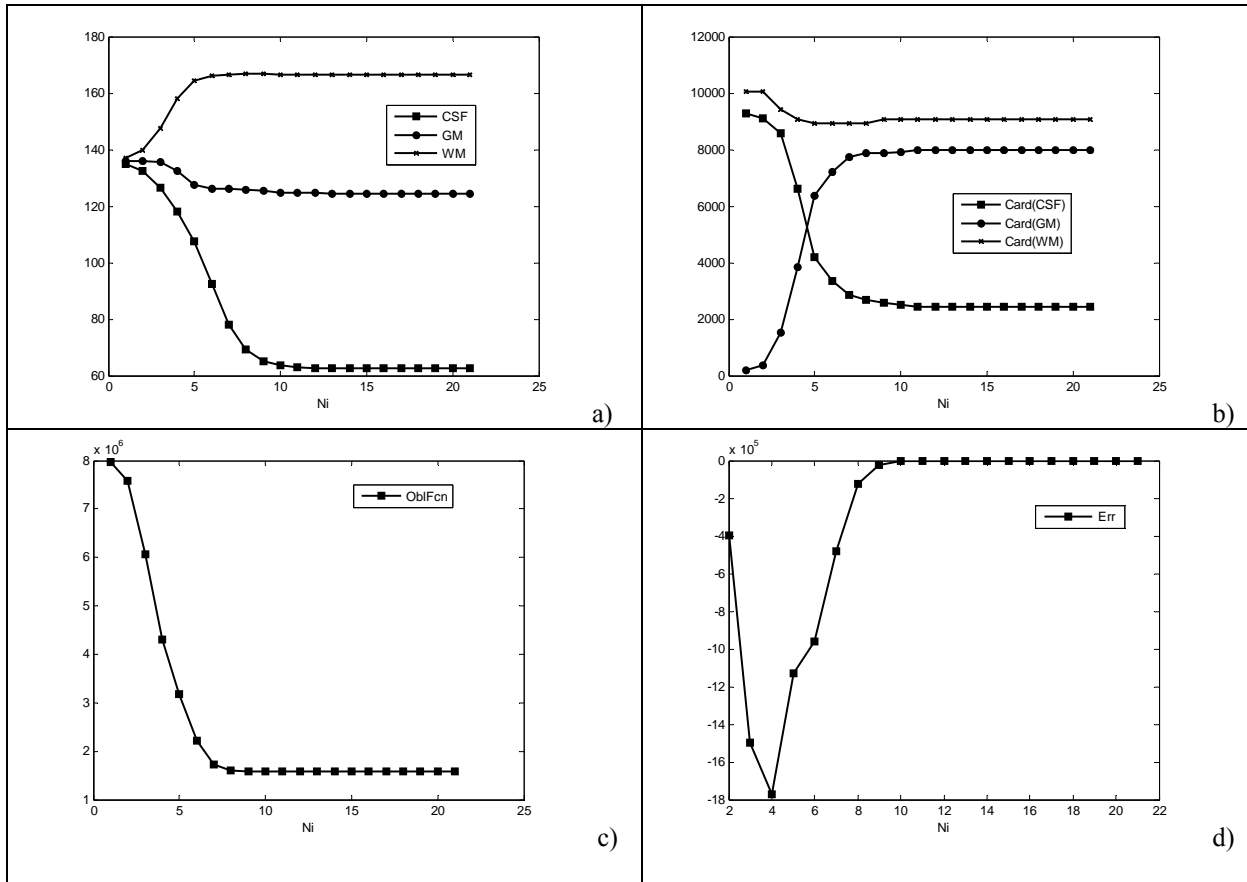 180
160
140
120
100
80
60
0 5 10 15 20 25
CSF
GM
WM
Ni
a)
12000
10000
8000
6000
4000
2000
0
0 5 10 15 20 25
Card(CSF)
Card(GM)
Card(WM)
Ni
b)
x 10^6
8
7
6
5
4
3
2
1
0 5 10 15 20 25
OblFcn
Ni
c)
x 10^5
0
-2
-4
-6
-8
-10
-12
-14
-16
-18
2 4 6 8 10 12 14 16 18 20 22
Err
Ni
d)